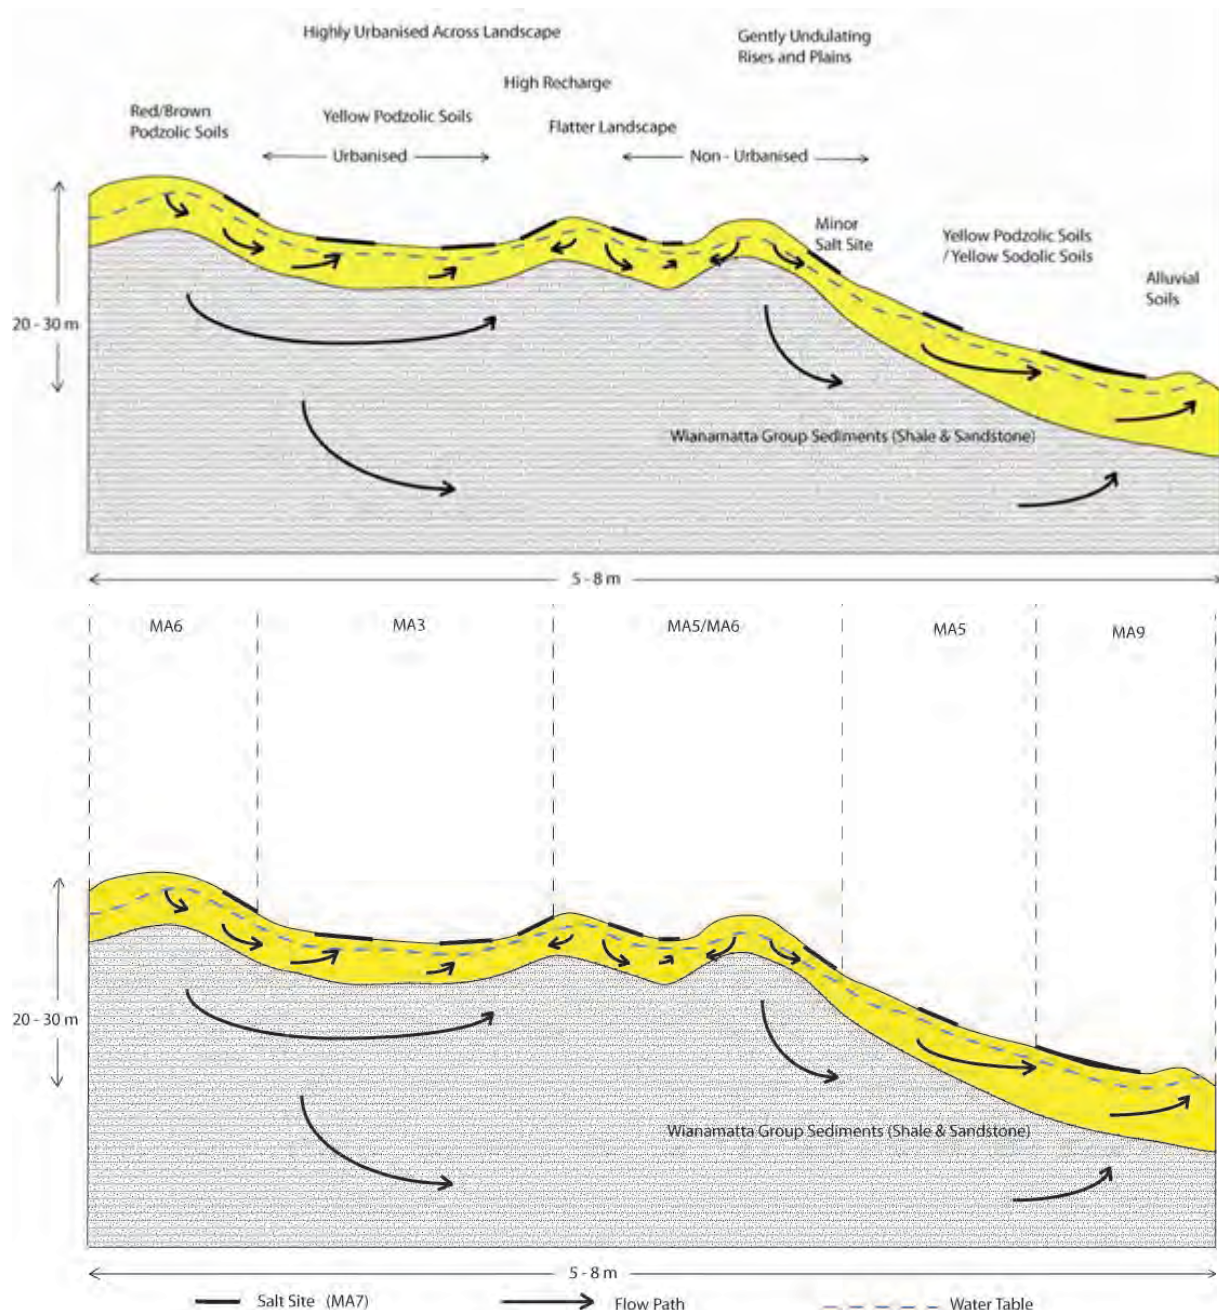 Highly Urbanised Across Landscape
Gently Undulating
Rises and Plains
High Recharge
Red/Brown
Podzolic Soils
Yellow Podzolic Soils
Flatter Landscape
Urbanised
Non - Urbanised
Minor
Salt Site
Yellow Podzolic Soils
/ Yellow Sodolic Soils
Alluvial
Soils
20 - 30 m
Wianamatta Group Sediments (Shale & Sandstone)
5 - 8 m
MA6
MA3
MA5/MA6
MA5
MA9
20 - 30 m
Wianamatta Group Sediments (Shale & Sandstone)
5 - 8 m
Salt Site (MA7)
Flow Path
Water Table